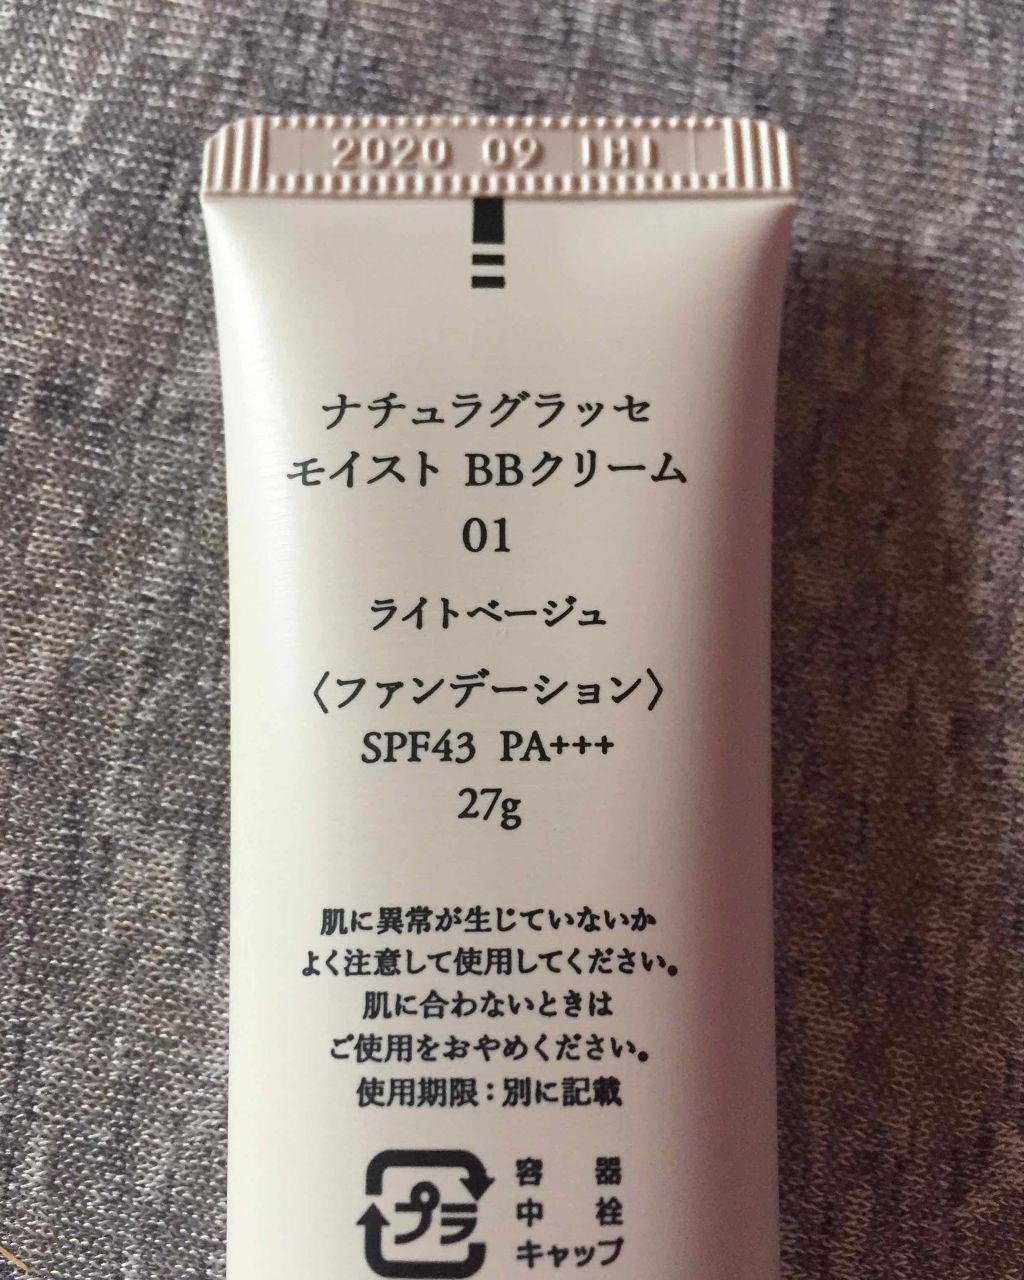 2020 09 IHI
ナチュラグラッセ
モイスト BBクリーム
01
ライトベージュ
〈ファンデーション〉
SPF43 PA+++
27g
肌に異常が生じていないか
よく注意して使用してください。
肌に合わないときは
ご使用をおやめください。
使用期限:別に記載
プラ
容 器
中 栓
キャップ